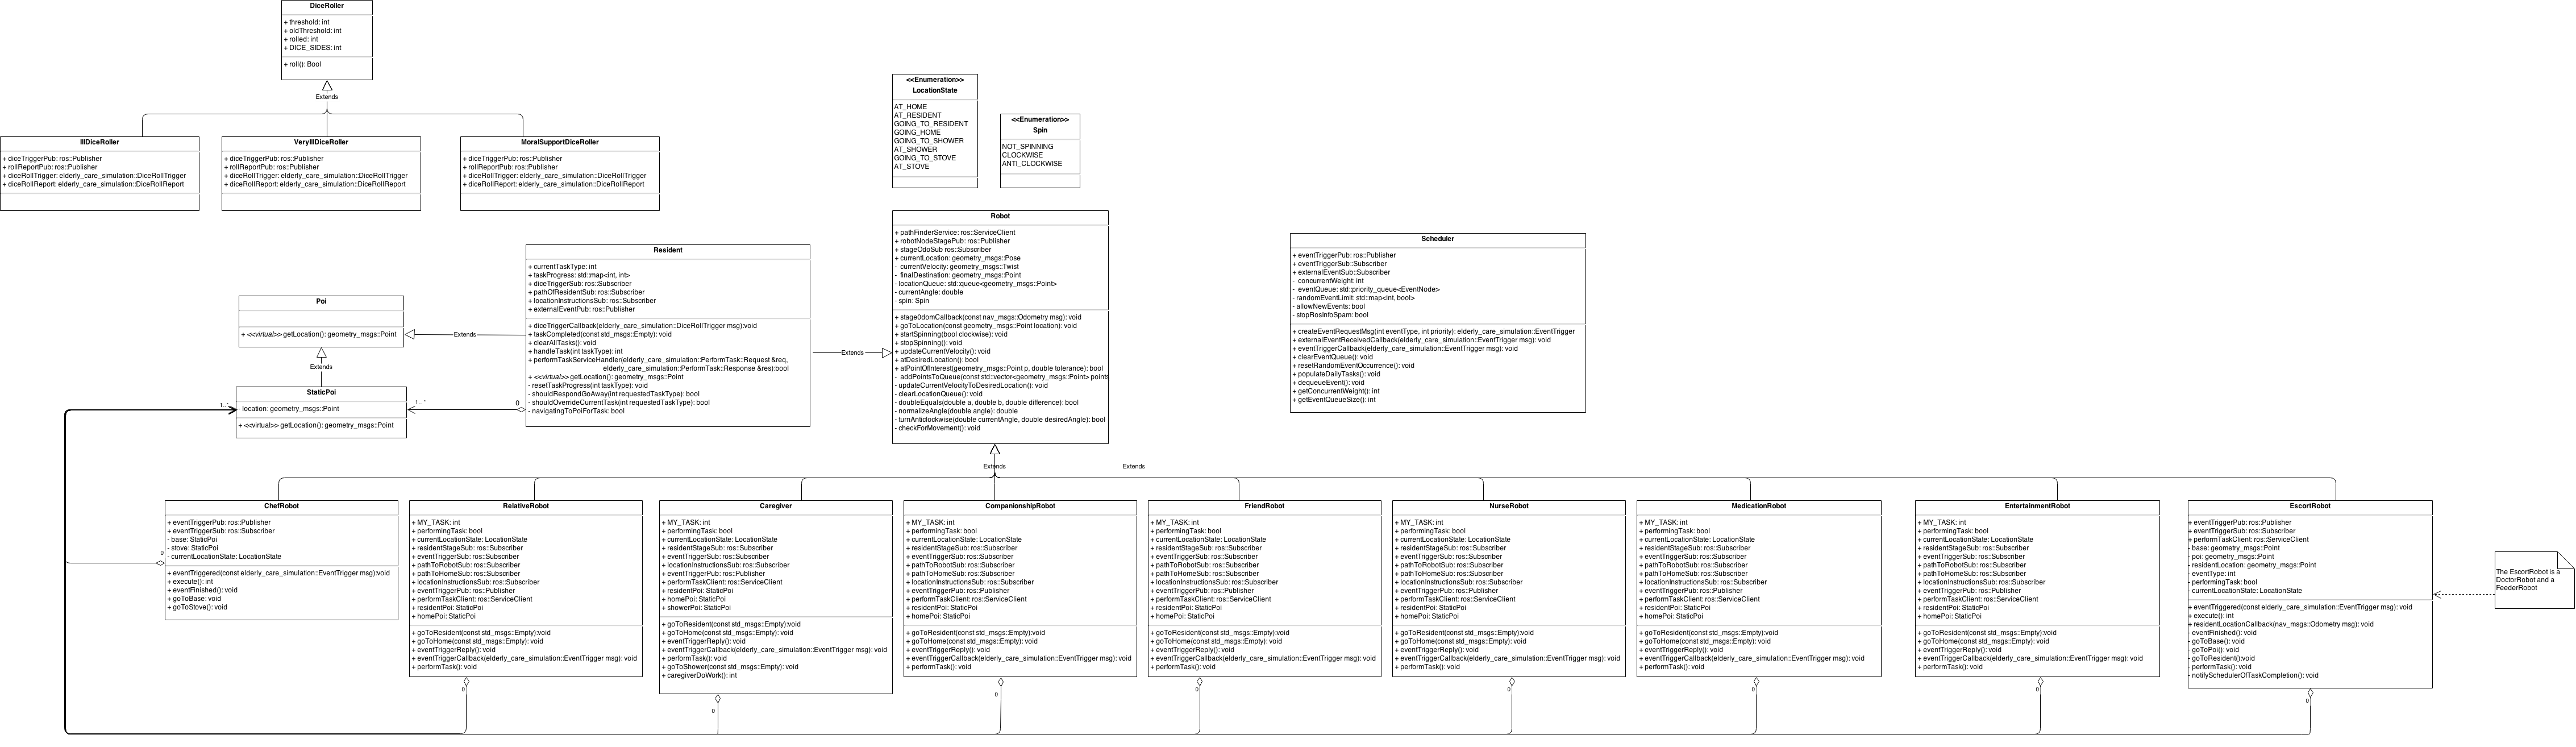 DiceRoller
+ threshold: int
+ oldThreshold: int
+ rolled: int
+ DICE_SIDES: int
+ roll(): Bool
Extends
IllDiceRoller
+ diceTriggerPub: ros::Publisher
+ rollReportPub: ros::Publisher
+ diceRollTrigger: elderly_care_simulation::DiceRollTrigger
+ diceRollReport: elderly_care_simulation::DiceRollReport
VeryIllDiceRoller
+ diceTriggerPub: ros::Publisher
+ rollReportPub: ros::Publisher
+ diceRollTrigger: elderly_care_simulation::DiceRollTrigger
+ diceRollReport: elderly_care_simulation::DiceRollReport
MoralSupportDiceRoller
+ diceTriggerPub: ros::Publisher
+ rollReportPub: ros::Publisher
+ diceRollTrigger: elderly_care_simulation::DiceRollTrigger
+ diceRollReport: elderly_care_simulation::DiceRollReport
<<Enumeration>>
LocationState
AT_HOME
AT_RESIDENT
GOING_TO_RESIDENT
GOING_HOME
GOING_TO_SHOWER
AT_SHOWER
GOING_TO_STOVE
AT_STOVE
<<Enumeration>>
Spin
NOT_SPINNING
CLOCKWISE
ANTI_CLOCKWISE
Poi
+ <<virtual>> getLocation(): geometry_msgs::Point
Extends
Extends
StaticPoi
- location: geometry_msgs::Point
+ <<virtual>> getLocation(): geometry_msgs::Point
1..*
1..*
0
Resident
+ currentTaskType: int
+ taskProgress: std::map<int, int>
+ diceTriggerSub: ros::Subscriber
+ pathOfResidentSub: ros::Subscriber
+ locationInstructionsSub: ros::Subscriber
+ externalEventPub: ros::Publisher
+ diceTriggerCallback(elderly_care_simulation::DiceRollTrigger msg):void
+ taskCompleted(const std_msgs::Empty): void
+ clearAllTasks(): void
+ handleTask(int taskType): int
+ performTaskServiceHandler(elderly_care_simulation::PerformTask::Request &req,
elderly_care_simulation::PerformTask::Response &res):bool
+ <<virtual>> getLocation(): geometry_msgs::Point
- resetTaskProgress(int taskType): void
- shouldRespondGoAway(int requestedTaskType): bool
- shouldOverrideCurrentTask(int requestedTaskType): bool
- navigatingToPoiForTask: bool
Extends
Robot
+ pathFinderService: ros::ServiceClient
+ robotNodeStagePub: ros::Publisher
+ stageOdoSub ros::Subscriber
+ currentLocation: geometry_msgs::Pose
- currentVelocity: geometry_msgs::Twist
- finalDestination: geometry_msgs::Point
- locationQueue: std::queue<geometry_msgs::Point>
- currentAngle: double
- spin: Spin
+ stage0domCallback(const nav_msgs::Odometry msg): void
+ goToLocation(const geometry_msgs::Point location): void
+ startSpinning(bool clockwise): void
+ stopSpinning(): void
+ updateCurrentVelocity(): void
+ atDesiredLocation(): bool
+ atPointOfInterest(geometry_msgs::Point p, double tolerance): bool
- addPointsToQueue(const std::vector<geometry_msgs::Point> points
- updateCurrentVelocityToDesiredLocation(): void
- clearLocationQueue(): void
- doubleEquals(double a, double b, double difference): bool
- normalizeAngle(double angle): double
- turnAnticlockwise(double currentAngle, double desiredAngle): bool
- checkForMovement(): void
Scheduler
+ eventTriggerPub: ros::Publisher
+ eventTriggerSub: ros::Subscriber
+ externalEventSub::Subscriber
- concurrentWeight: int
- eventQueue: std::priority_queue<EventNode>
- randomEventLimit: std::map<int, bool>
- allowNewEvents: bool
- stopRosInfoSpam: bool
+ createEventRequestMsg(int eventType, int priority): elderly_care_simulation::EventTrigger
+ externalEventReceivedCallback(elderly_care_simulation::EventTrigger msg): void
+ eventTriggerCallback(elderly_care_simulation::EventTrigger msg): void
+ clearEventQueue(): void
+ resetRandomEventOccurrence(): void
+ populateDailyTasks(): void
+ dequeueEvent(): void
+ getConcurrentWeight(): int
+ getEventQueueSize(): int
Extends
Extends
ChefRobot
+ eventTriggerPub: ros::Publisher
+ eventTriggerSub: ros::Subscriber
- base: StaticPoi
- stove: StaticPoi
- currentLocationState: LocationState
+ eventTriggered(const elderly_care_simulation::EventTrigger msg):void
+ execute(): int
+ eventFinished(): void
+ goToBase(): void
+ goToStove(): void
0
RelativeRobot
+ MY_TASK: int
+ performingTask: bool
+ currentLocationState: LocationState
+ residentStageSub: ros::Subscriber
+ eventTriggerSub: ros::Subscriber
+ pathToRobotSub: ros::Subscriber
+ pathToHomeSub: ros::Subscriber
+ locationInstructionsSub: ros::Subscriber
+ eventTriggerPub: ros::Publisher
+ performTaskClient: ros::ServiceClient
+ residentPoi: StaticPoi
+ homePoi: StaticPoi
+ goToResident(const std_msgs::Empty):void
+ goToHome(const std_msgs::Empty): void
+ eventTriggerReply(): void
+ eventTriggerCallback(elderly_care_simulation::EventTrigger msg): void
+ performTask(): void
0
Caregiver
+ MY_TASK: int
+ performingTask: bool
+ currentLocationState: LocationState
+ residentStageSub: ros::Subscriber
+ eventTriggerSub: ros::Subscriber
+ locationInstructionsSub: ros::Subscriber
+ eventTriggerPub: ros::Publisher
+ performTaskClient: ros::ServiceClient
+ residentPoi: StaticPoi
+ homePoi: StaticPoi
+ showerPoi: StaticPoi
+ goToResident(const std_msgs::Empty): void
+ goToHome(const std_msgs::Empty): void
+ eventTriggerReply(): void
+ eventTriggerCallback(elderly_care_simulation::EventTrigger msg): void
+ performTask(): void
+ goToShower(const std_msgs::Empty): void
+ caregiverDoWork(): int
0
CompanionshipRobot
+ MY_TASK: int
+ performingTask: bool
+ currentLocationState: LocationState
+ residentStageSub: ros::Subscriber
+ eventTriggerSub: ros::Subscriber
+ pathToRobotSub: ros::Subscriber
+ pathToHomeSub: ros::Subscriber
+ locationInstructionsSub: ros::Subscriber
+ eventTriggerPub: ros::Publisher
+ performTaskClient: ros::ServiceClient
+ residentPoi: StaticPoi
+ homePoi: StaticPoi
+ goToResident(const std_msgs::Empty):void
+ goToHome(const std_msgs::Empty): void
+ eventTriggerReply(): void
+ eventTriggerCallback(elderly_care_simulation::EventTrigger msg): void
+ performTask(): void
0
FriendRobot
+ MY_TASK: int
+ performingTask: bool
+ currentLocationState: LocationState
+ residentStageSub: ros::Subscriber
+ eventTriggerSub: ros::Subscriber
+ pathToRobotSub: ros::Subscriber
+ pathToHomeSub: ros::Subscriber
+ locationInstructionsSub: ros::Subscriber
+ eventTriggerPub: ros::Publisher
+ performTaskClient: ros::ServiceClient
+ residentPoi: StaticPoi
+ homePoi: StaticPoi
+ goToResident(const std_msgs::Empty):void
+ goToHome(const std_msgs::Empty): void
+ eventTriggerReply(): void
+ eventTriggerCallback(elderly_care_simulation::EventTrigger msg): void
+ performTask(): void
0
NurseRobot
+ MY_TASK: int
+ performingTask: bool
+ currentLocationState: LocationState
+ residentStageSub: ros::Subscriber
+ eventTriggerSub: ros::Subscriber
+ pathToRobotSub: ros::Subscriber
+ pathToHomeSub: ros::Subscriber
+ locationInstructionsSub: ros::Subscriber
+ eventTriggerPub: ros::Publisher
+ performTaskClient: ros::ServiceClient
+ residentPoi: StaticPoi
+ homePoi: StaticPoi
+ goToResident(const std_msgs::Empty):void
+ goToHome(const std_msgs::Empty): void
+ eventTriggerReply(): void
+ eventTriggerCallback(elderly_care_simulation::EventTrigger msg): void
+ performTask(): void
0
MedicationRobot
+ MY_TASK: int
+ performingTask: bool
+ currentLocationState: LocationState
+ residentStageSub: ros::Subscriber
+ eventTriggerSub: ros::Subscriber
+ pathToRobotSub: ros::Subscriber
+ pathToHomeSub: ros::Subscriber
+ locationInstructionsSub: ros::Subscriber
+ eventTriggerPub: ros::Publisher
+ performTaskClient: ros::ServiceClient
+ residentPoi: StaticPoi
+ homePoi: StaticPoi
+ goToResident(const std_msgs::Empty):void
+ goToHome(const std_msgs::Empty): void
+ eventTriggerReply(): void
+ eventTriggerCallback(elderly_care_simulation::EventTrigger msg): void
+ performTask(): void
0
EntertainmentRobot
+ MY_TASK: int
+ performingTask: bool
+ currentLocationState: LocationState
+ residentStageSub: ros::Subscriber
+ eventTriggerSub: ros::Subscriber
+ pathToRobotSub: ros::Subscriber
+ pathToHomeSub: ros::Subscriber
+ locationInstructionsSub: ros::Subscriber
+ eventTriggerPub: ros::Publisher
+ performTaskClient: ros::ServiceClient
+ residentPoi: StaticPoi
+ homePoi: StaticPoi
+ goToResident(const std_msgs::Empty):void
+ goToHome(const std_msgs::Empty): void
+ eventTriggerReply(): void
+ eventTriggerCallback(elderly_care_simulation::EventTrigger msg): void
+ performTask(): void
0
EscortRobot
+ eventTriggerPub: ros::Publisher
+ eventTriggerSub: ros::Subscriber
+ performTaskClient: ros::ServiceClient
- base: geometry_msgs::Point
- poi: geometry_msgs::Point
- residentLocation: geometry_msgs::Point
- eventType: int
- performingTask: bool
- currentLocationState: LocationState
+ eventTriggered(const elderly_care_simulation::EventTrigger msg): void
+ execute(): int
+ residentLocationCallback(nav_msgs::Odometry msg): void
- eventFinished(): void
- goToBase(): void
- goToPoi(): void
- goToResident():void
- performTask(): void
- notifySchedulerOfTaskCompletion(): void
0
The EscortRobot is a
DoctorRobot and a
FeederRobot